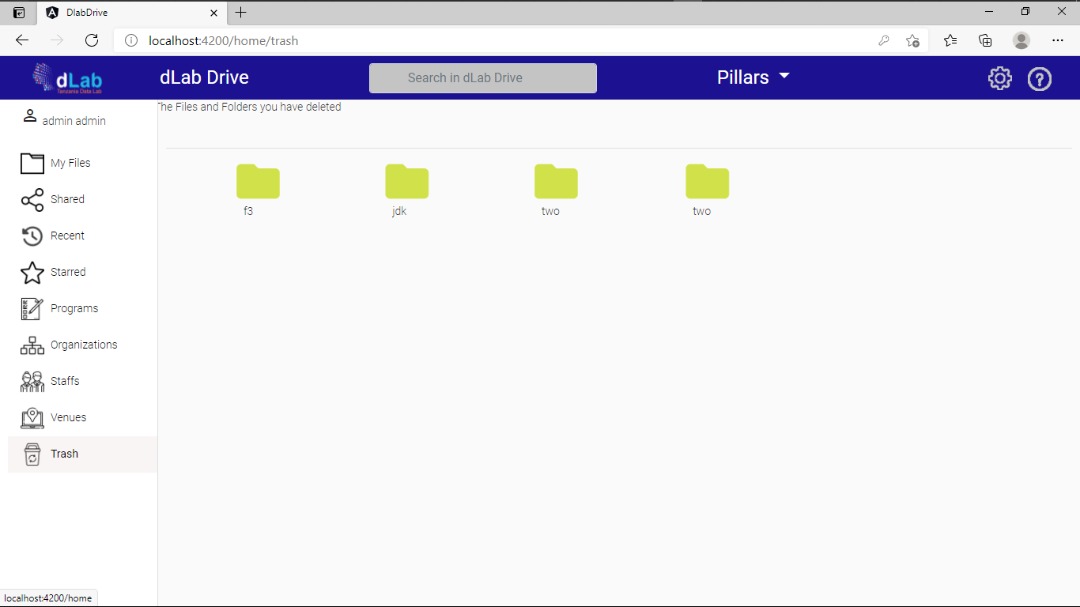 DlabDrive
localhost:4200/home/trash
dLab
Tanzania Data Lab
dLab Drive
Search in dLab Drive
Pillars
admin admin
The Files and Folders you have deleted
My Files
Shared
Recent
Starred
Programs
Organizations
Staffs
Venues
Trash
f3
jdk
two
two
localhost:4200/home